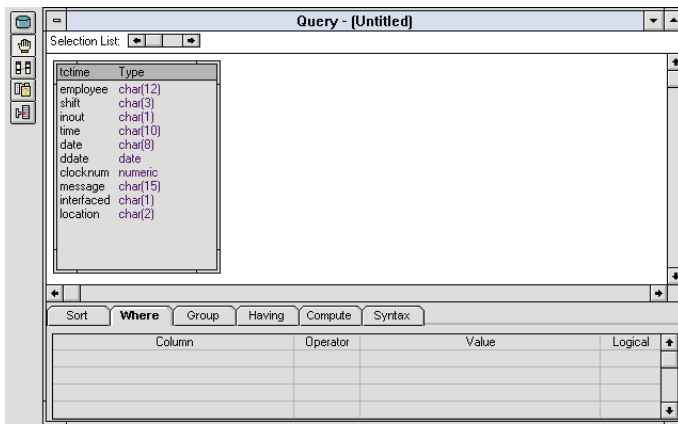 Query - (Untitled)
Selection List:
tctime Type
employee char(12)
shift char(3)
inout char(1)
time char(10)
date char(8)
ddate date
clocknum numeric
message char(15)
interfaced char(1)
location char(2)
Sort Where Group Having Compute Syntax
Column Operator Value Logical